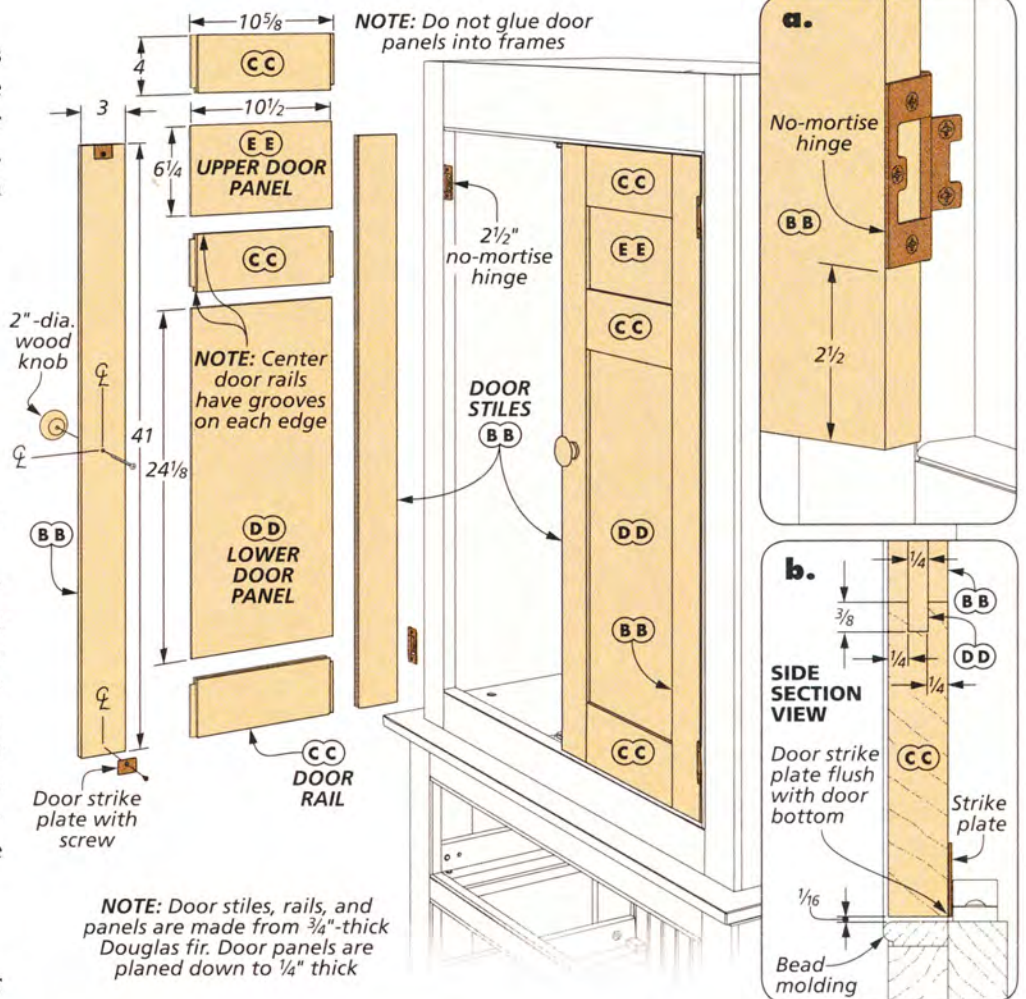 10⅝
NOTE: Do not glue door
panels into frames
4
CC
3
10½
EE
UPPER DOOR
PANEL
6¼
CC
2"-dia.
wood
knob
NOTE: Center
door rails
have grooves
on each edge
℄
℄
41
24⅛
BB
DD
LOWER
DOOR
PANEL
℄
CC
DOOR
RAIL
Door strike
plate with
screw
2½"
no-mortise
hinge
DOOR
STILES
BB
CC
EE
CC
DD
BB
CC
NOTE: Door stiles, rails, and
panels are made from ¾"-thick
Douglas fir. Door panels are
planed down to ¼" thick
a.
No-mortise
hinge
BB
2½
b.
¼
BB
⅜
DD
¼
¼
SIDE
SECTION
VIEW
CC
Door strike
plate flush
with door
bottom
Strike
plate
1/16
Bead
molding